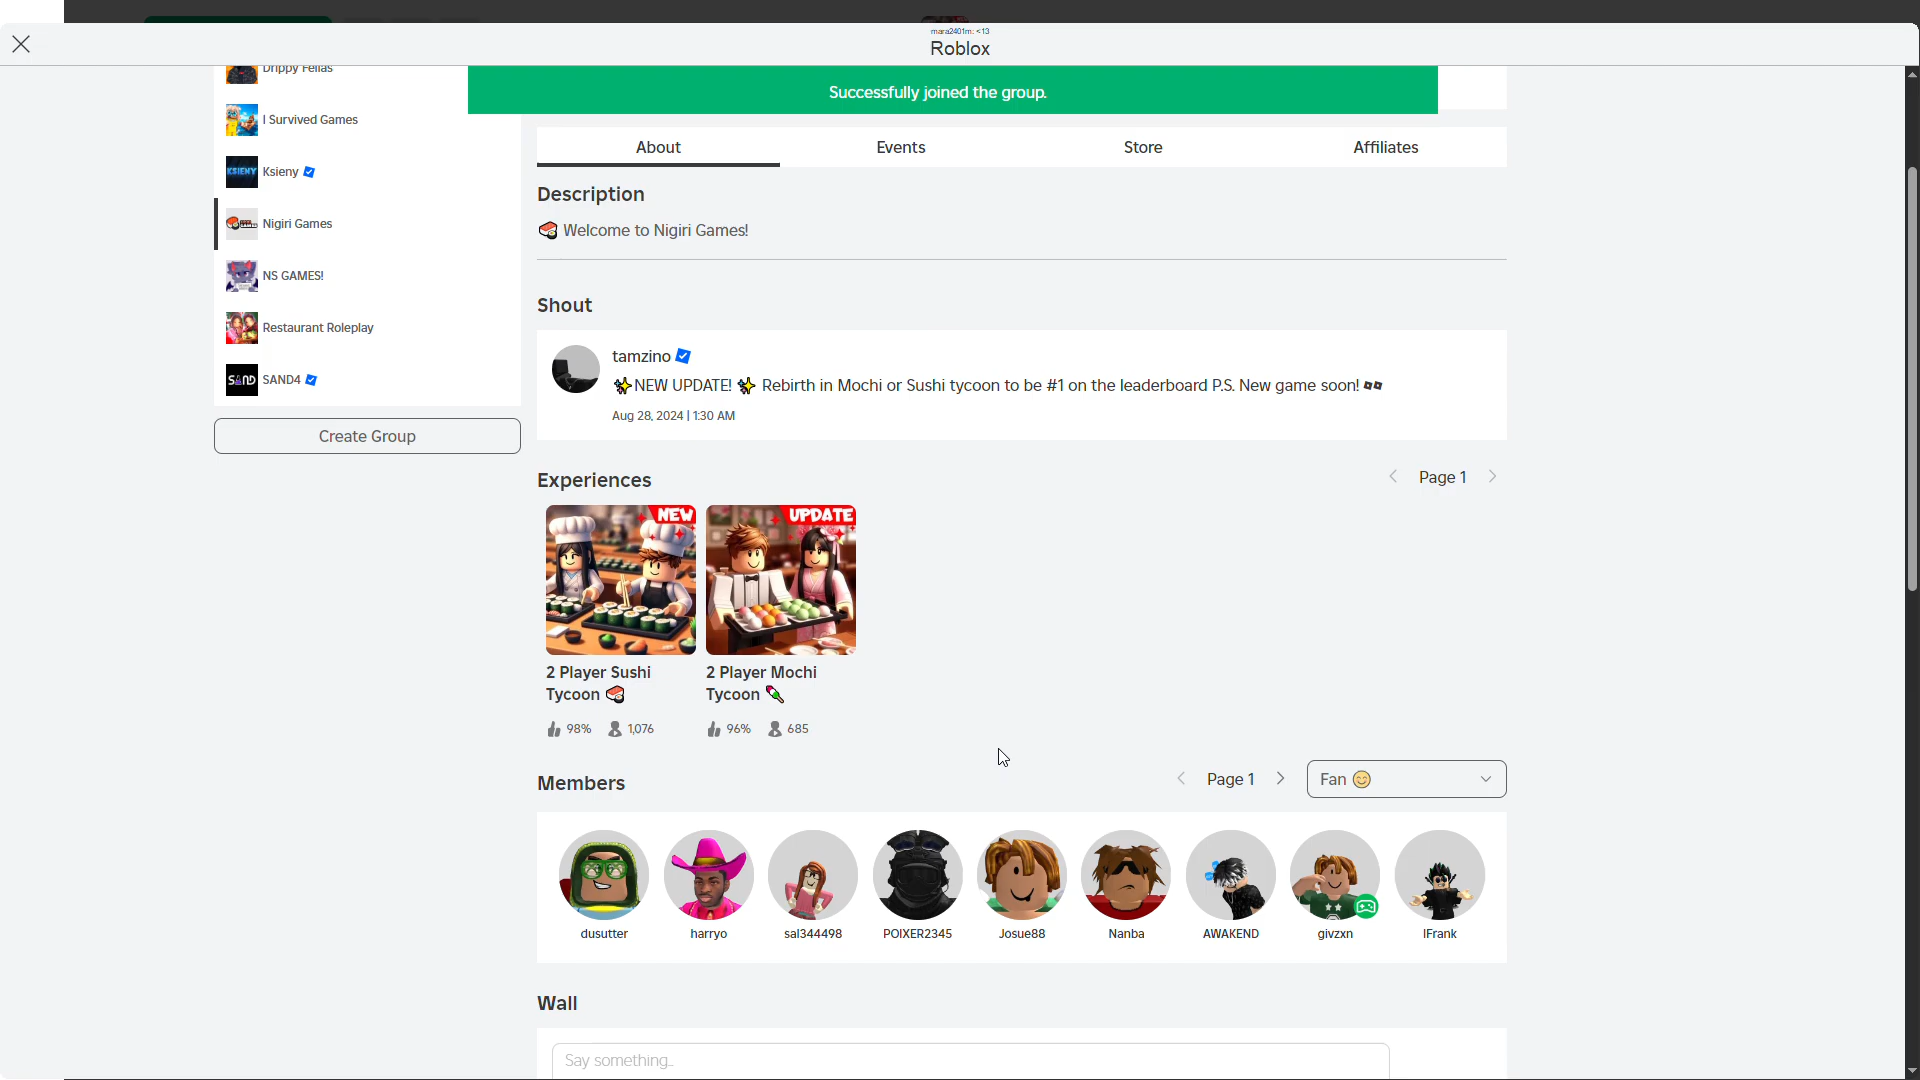 mara2401m: <13
Roblox
Drippy Fellas
Successfully joined the group.
I Survived Games
Ksieny
Nigiri Games
NS GAMES!
Restaurant Roleplay
SAND
SAND4
Create Group
About
Events
Store
Affiliates
Description
🍣 Welcome to Nigiri Games!
Shout
tamzino
✨NEW UPDATE! ✨ Rebirth in Mochi or Sushi tycoon to be #1 on the leaderboard P.S. New game soon! 👀
Aug 28, 2024 | 1:30 AM
Experiences
Page 1
NEW
2 Player Sushi
Tycoon 🍣
98% 1,076
UPDATE
2 Player Mochi
Tycoon 🍡
96% 685
Members
Page 1
Fan 😊
dusutter
harryo
sal344498
POIXER2345
Josue88
Nanba
AWAKEND
givzxn
IFrank
Wall
Say something...